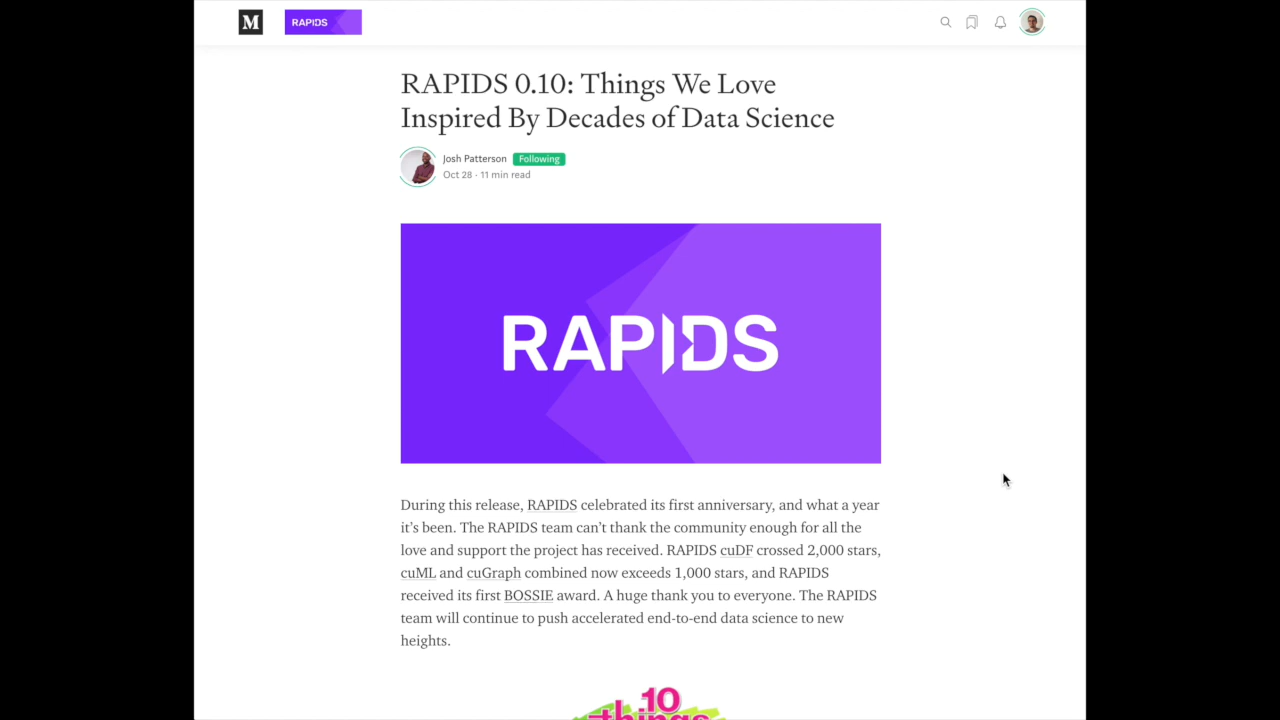 M
RAPIDS
RAPIDS 0.10: Things We Love
Inspired By Decades of Data Science
Josh Patterson Following
Oct 28 · 11 min read
RAPIDS
During this release, RAPIDS celebrated its first anniversary, and what a year
it’s been. The RAPIDS team can’t thank the community enough for all the
love and support the project has received. RAPIDS cuDF crossed 2,000 stars,
cuML and cuGraph combined now exceeds 1,000 stars, and RAPIDS
received its first BOSSIE award. A huge thank you to everyone. The RAPIDS
team will continue to push accelerated end-to-end data science to new
heights.
10
things